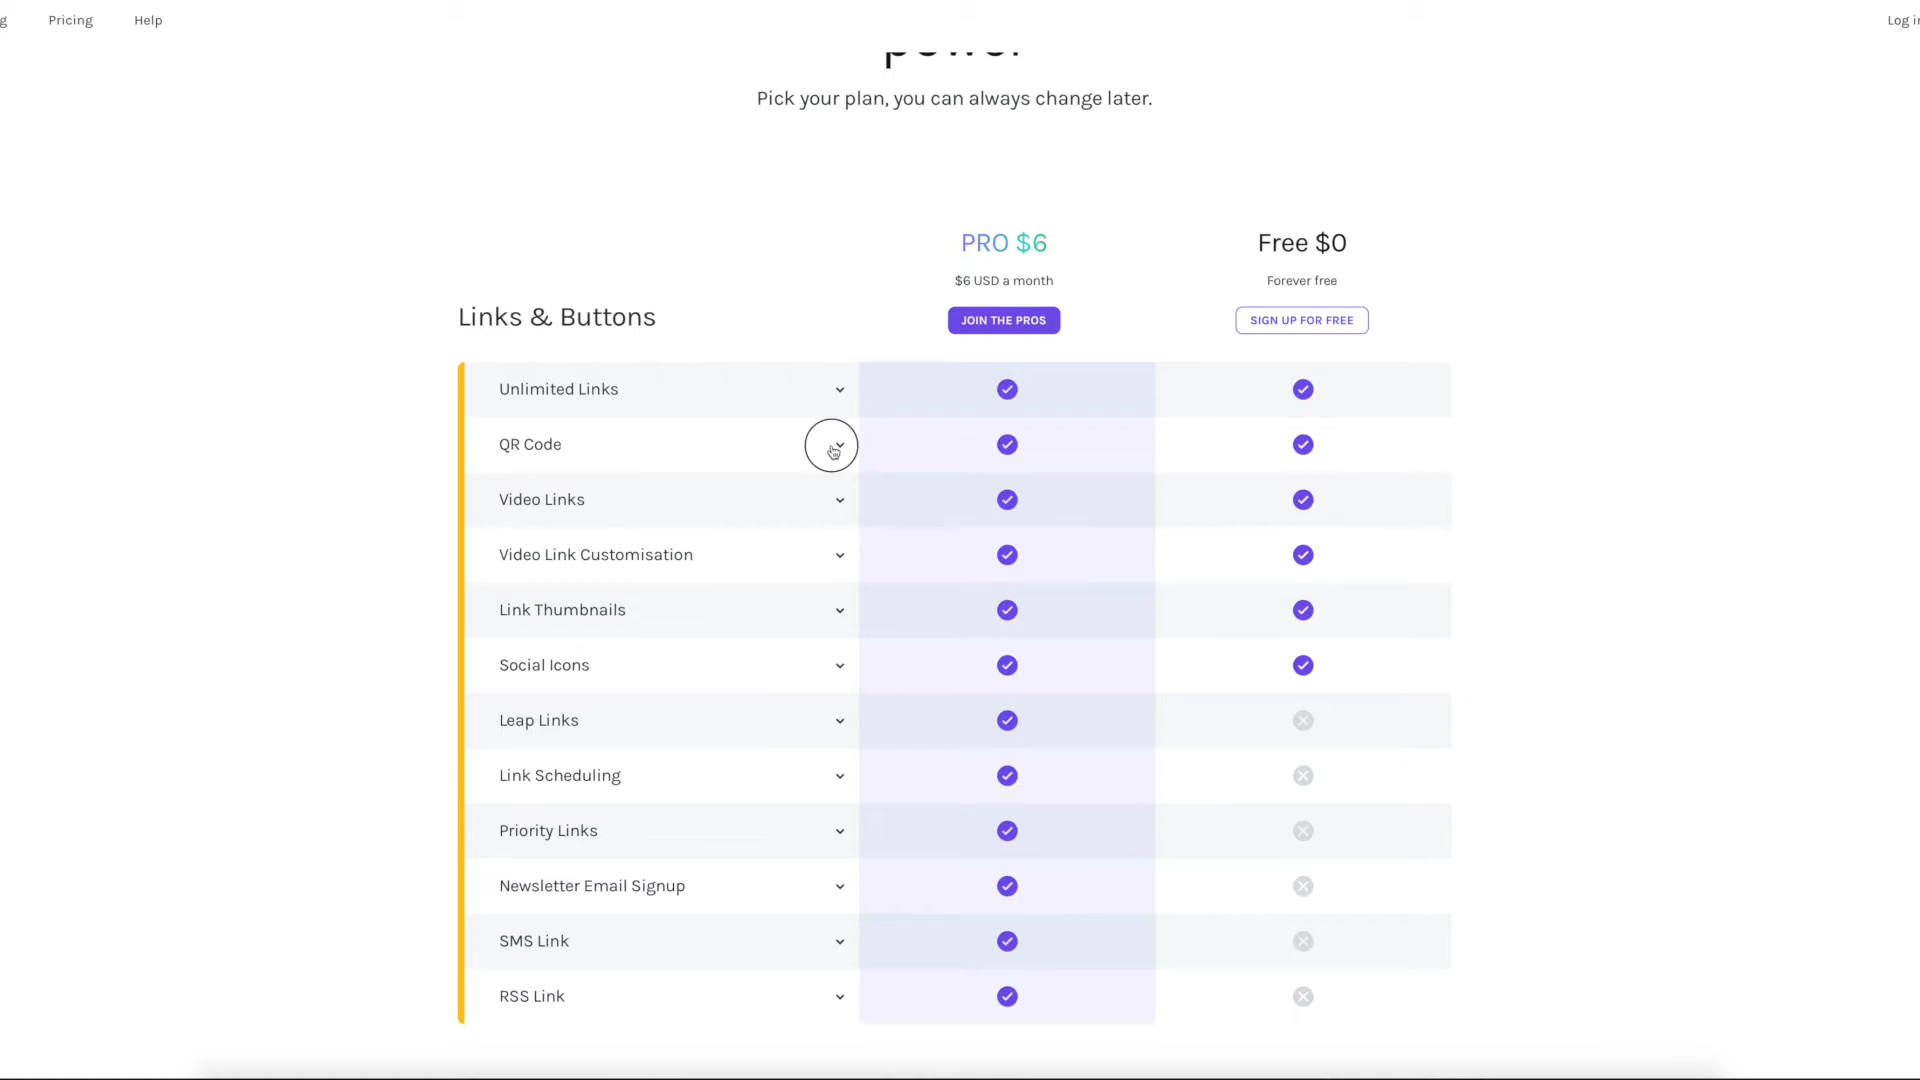 Pricing
Help
Log in
power
Pick your plan, you can always change later.
PRO $6
Free $0
$6 USD a month
Forever free
Links & Buttons
JOIN THE PROS
SIGN UP FOR FREE
Unlimited Links
QR Code
Video Links
Video Link Customisation
Link Thumbnails
Social Icons
Leap Links
Link Scheduling
Priority Links
Newsletter Email Signup
SMS Link
RSS Link